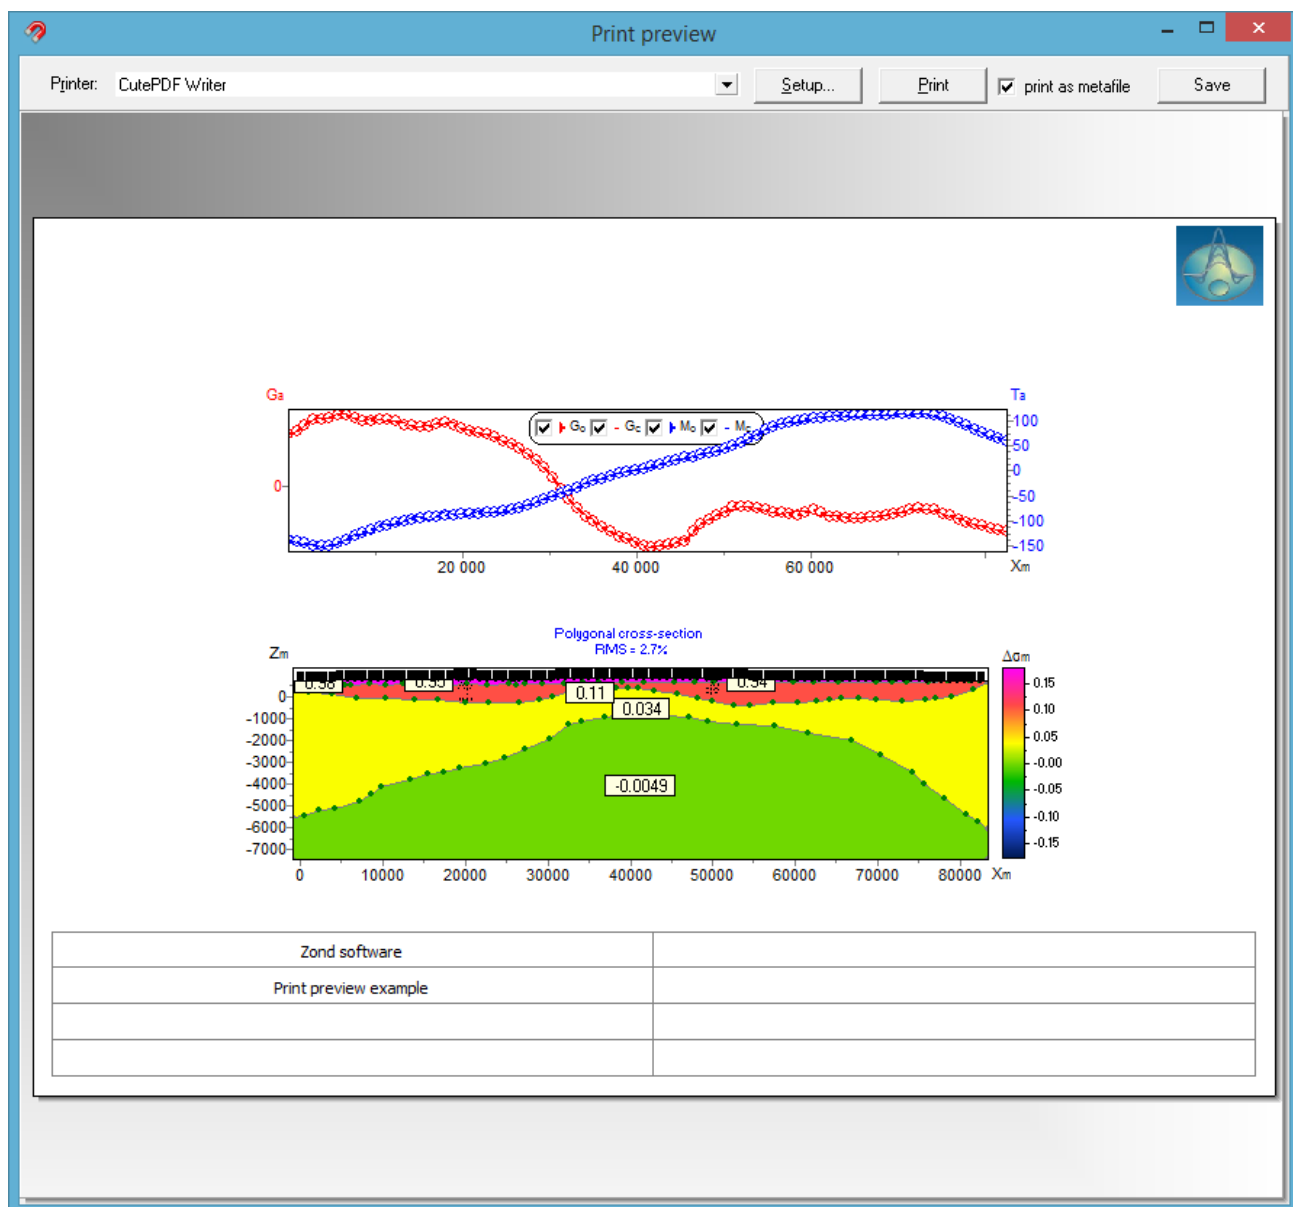 Print preview
Printer: CutePDF Writer Setup... Print print as metafile Save
Ga Ta
Go Gc Mo Mc
100
50
0
0
-50
-100
-150
20 000 40 000 60 000 Xm
Polygonal cross-section
RMS = 2.7%
Zm Δσm
0.11
0.034
-0.0049
0
-1000
-2000
-3000
-4000
-5000
-6000
-7000
0.15
0.10
0.05
-0.00
-0.05
-0.10
-0.15
0 10000 20000 30000 40000 50000 60000 70000 80000 Xm
Zond software
Print preview example